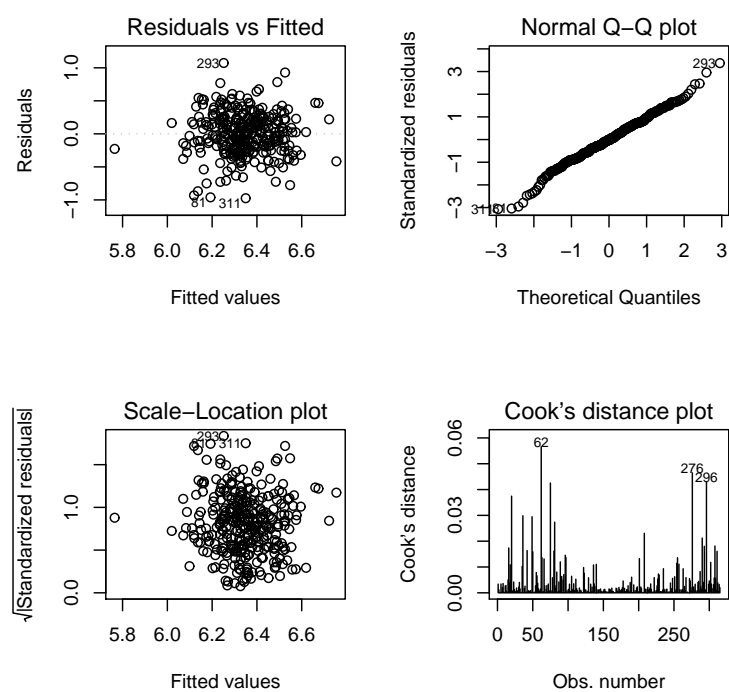 Residuals vs Fitted
Residuals
1.0
0.0
−1.0
293
81
311
5.8 6.0 6.2 6.4 6.6
Fitted values
Normal Q−Q plot
Standardized residuals
3
1
−1
−3
293
311
81
−3 −2 −1 0 1 2 3
Theoretical Quantiles
Scale−Location plot
√|Standardized residuals|
1.0
0.0
293
81
311
5.8 6.0 6.2 6.4 6.6
Fitted values
Cook's distance plot
Cook's distance
0.06
0.03
0.00
62
276
296
0 50 150 250
Obs. number